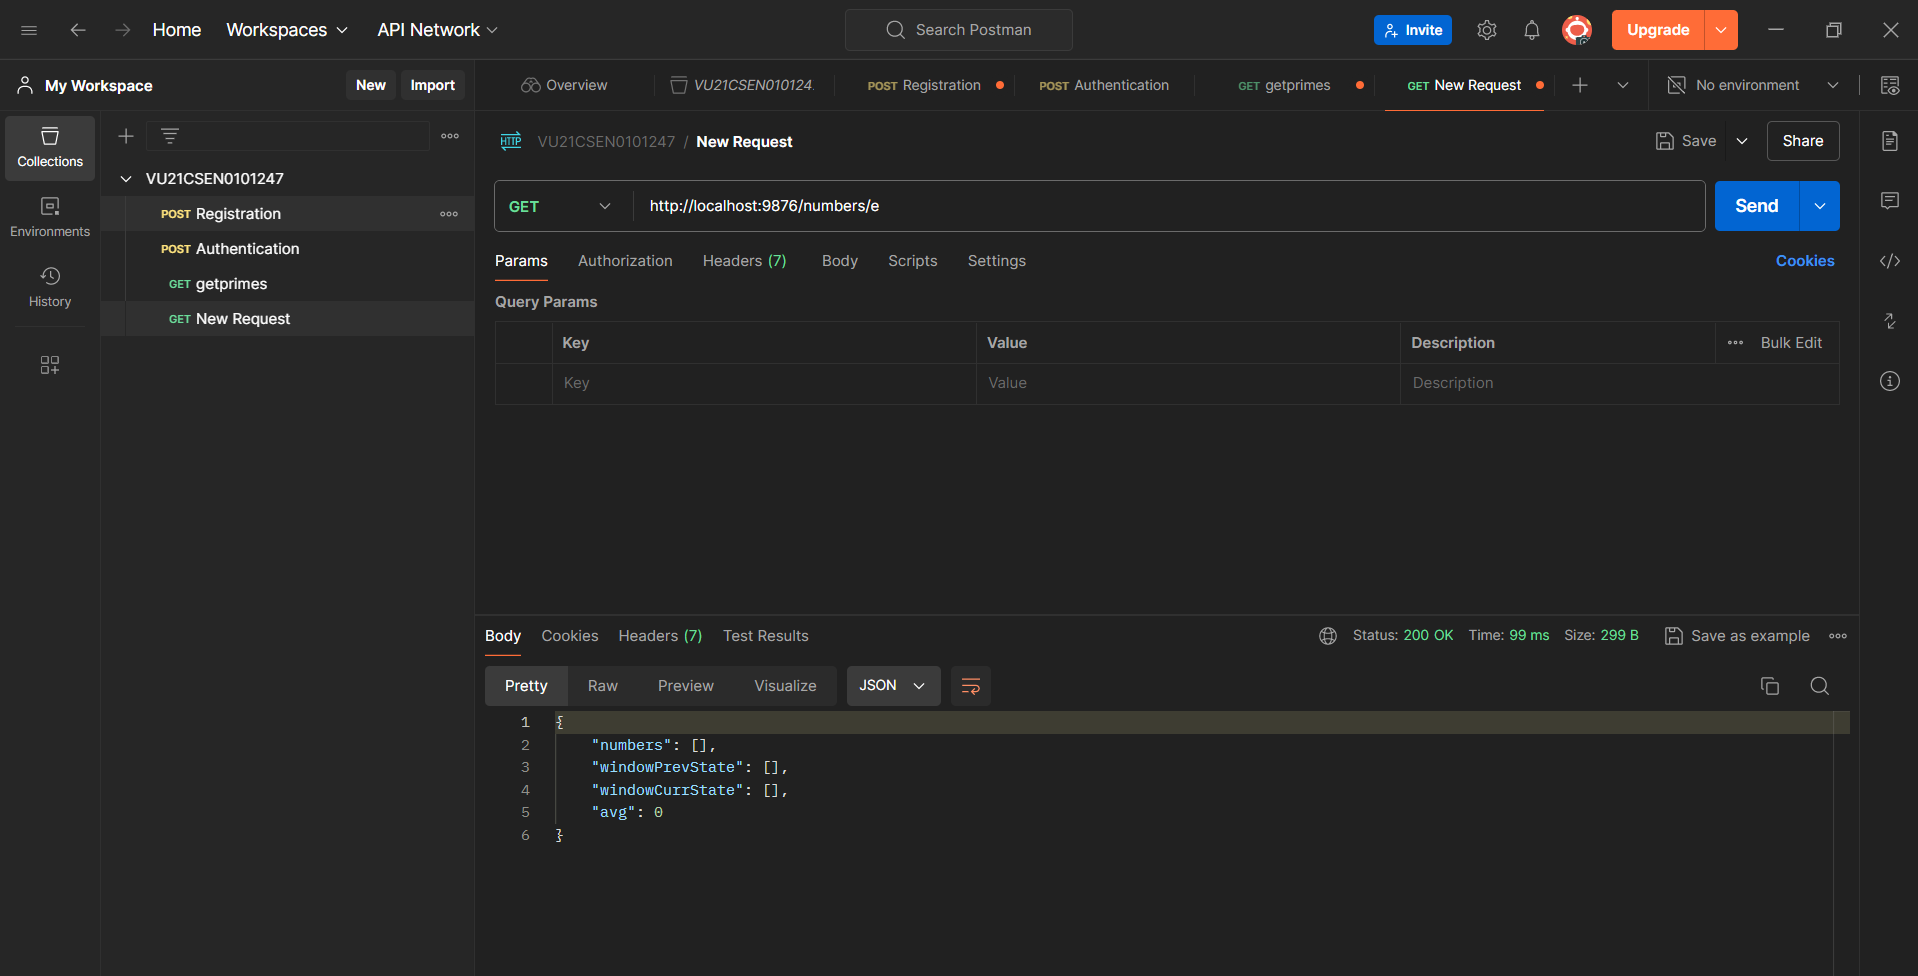 Home Workspaces API Network Search Postman Invite Upgrade
My Workspace New Import Overview VU21CSEN010124 POST Registration POST Authentication GET getprimes GET New Request No environment
Collections
Environments
History
VU21CSEN0101247
POST Registration
POST Authentication
GET getprimes
GET New Request
HTTP VU21CSEN0101247 / New Request Save Share
GET http://localhost:9876/numbers/e Send
Params Authorization Headers (7) Body Scripts Settings Cookies
Query Params
Key Value Description Bulk Edit
Key Value Description
Body Cookies Headers (7) Test Results Status: 200 OK Time: 99 ms Size: 299 B Save as example
Pretty Raw Preview Visualize JSON
1 {
2 "numbers": [],
3 "windowPrevState": [],
4 "windowCurrState": [],
5 "avg": 0
6 }